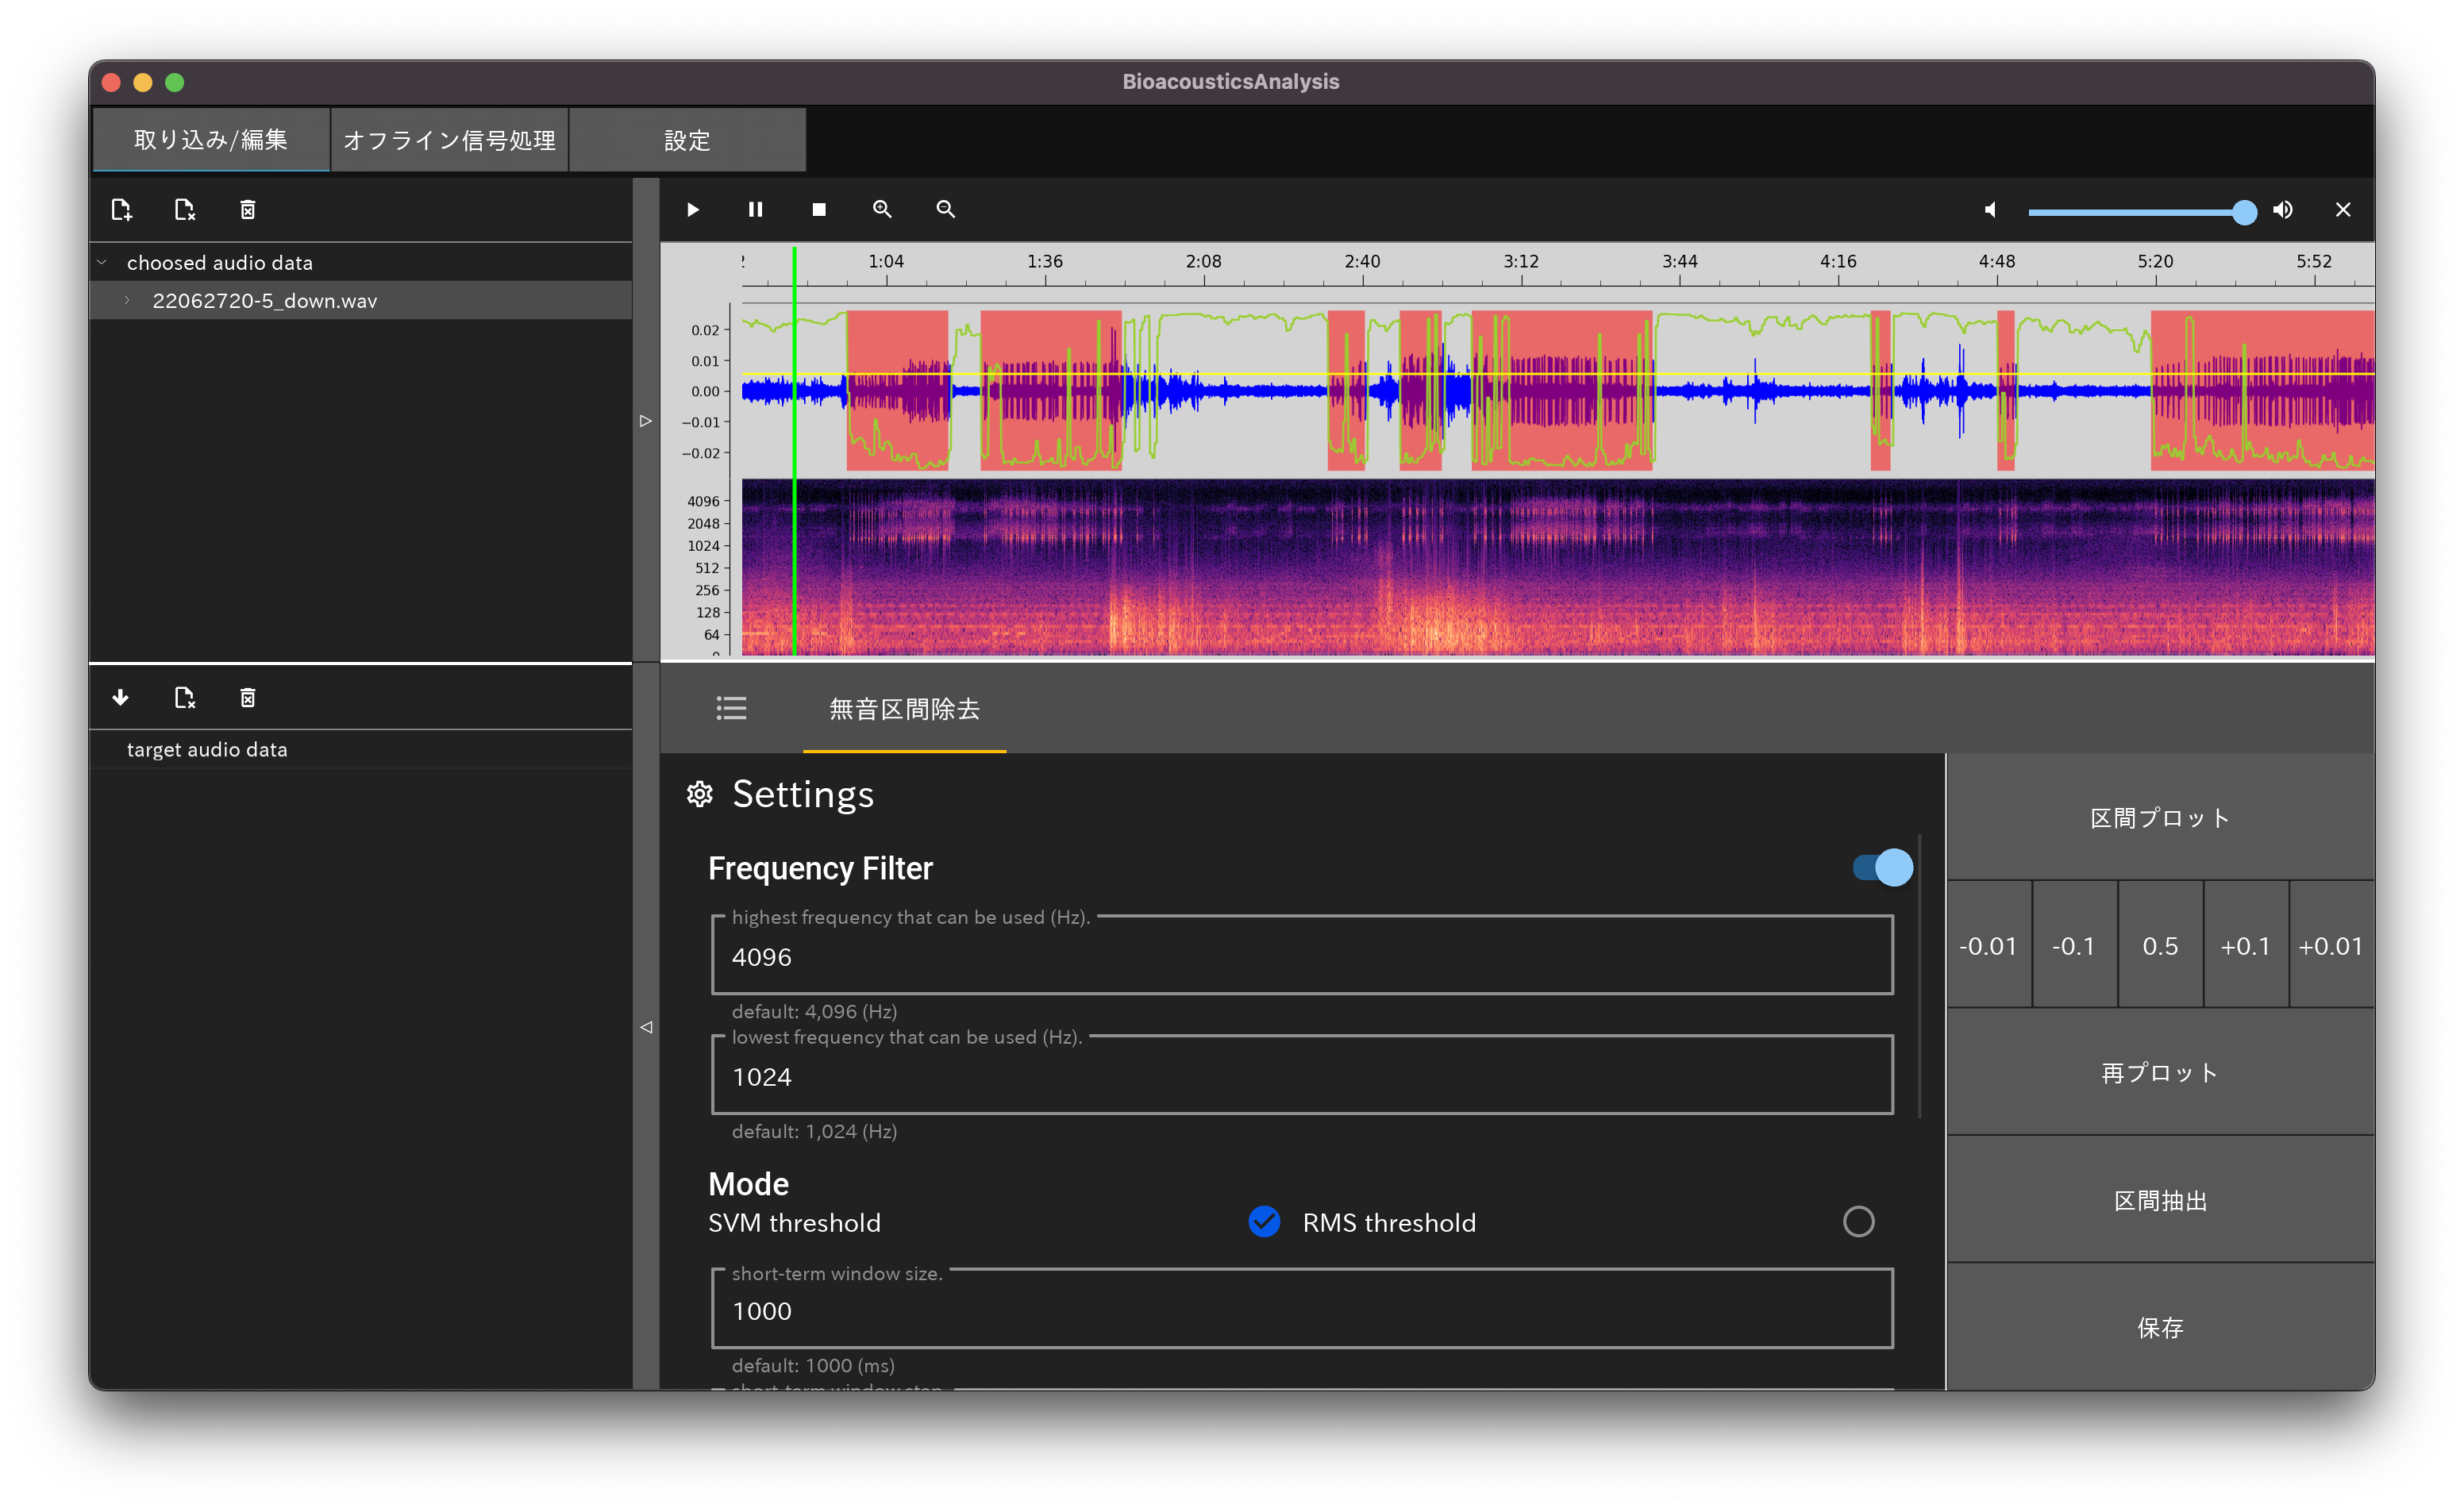 BioacousticsAnalysis
取り込み/編集 オフライン信号処理 設定
choosed audio data
22062720-5_down.wav
1:04 1:36 2:08 2:40 3:12 3:44 4:16 4:48 5:20 5:52
0.02
0.01
0.00
−0.01
−0.02
4096
2048
1024
512
256
128
64
target audio data
無音区間除去
Settings
Frequency Filter
highest frequency that can be used (Hz).
4096
default: 4,096 (Hz)
lowest frequency that can be used (Hz).
1024
default: 1,024 (Hz)
Mode
SVM threshold RMS threshold
short-term window size.
1000
default: 1000 (ms)
区間プロット
-0.01 -0.1 0.5 +0.1 +0.01
再プロット
区間抽出
保存